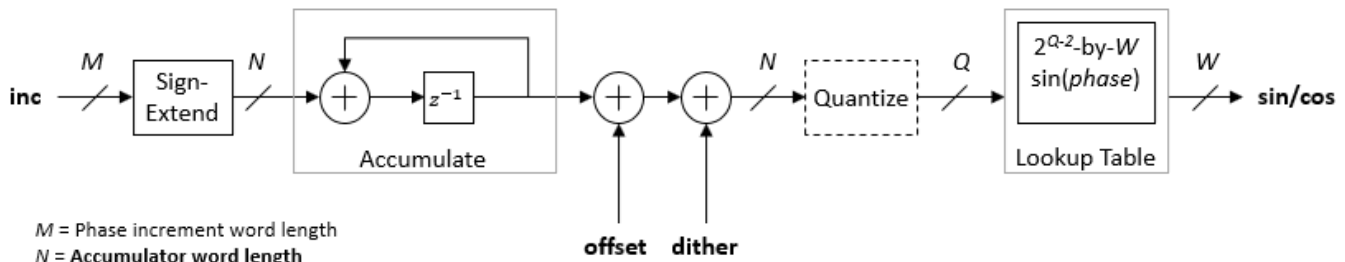 M N N Q W
inc Sign-Extend + z⁻¹ + + Quantize 2^{Q-2}-by-W sin(phase) sin/cos
Accumulate Lookup Table
M = Phase increment word length
offset dither
N = Accumulator word length